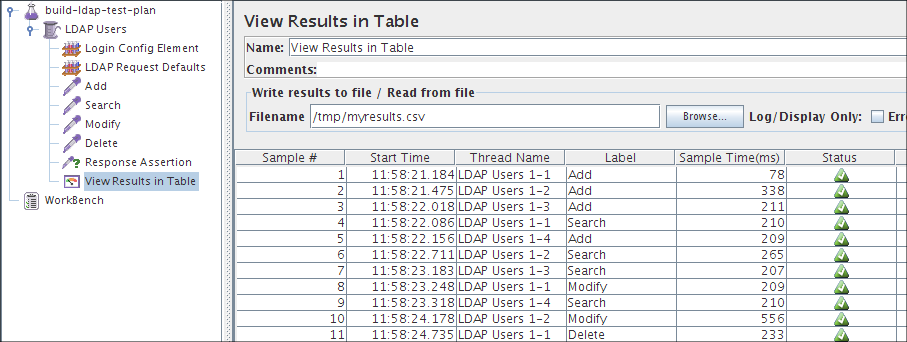 build-ldap-test-plan
LDAP Users
Login Config Element
LDAP Request Defaults
Add
Search
Modify
Delete
Response Assertion
View Results in Table
WorkBench
View Results in Table
Name: View Results in Table
Comments:
Write results to file / Read from file
Filename /tmp/myresults.csv Browse... Log/Display Only: Erro
Sample # Start Time Thread Name Label Sample Time(ms) Status
1 11:58:21.184 LDAP Users 1-1 Add 78
2 11:58:21.475 LDAP Users 1-2 Add 338
3 11:58:22.018 LDAP Users 1-3 Add 211
4 11:58:22.086 LDAP Users 1-1 Search 210
5 11:58:22.156 LDAP Users 1-4 Add 209
6 11:58:22.711 LDAP Users 1-2 Search 265
7 11:58:23.183 LDAP Users 1-3 Search 207
8 11:58:23.248 LDAP Users 1-1 Modify 209
9 11:58:23.318 LDAP Users 1-4 Search 210
10 11:58:24.178 LDAP Users 1-2 Modify 556
11 11:58:24.735 LDAP Users 1-1 Delete 233